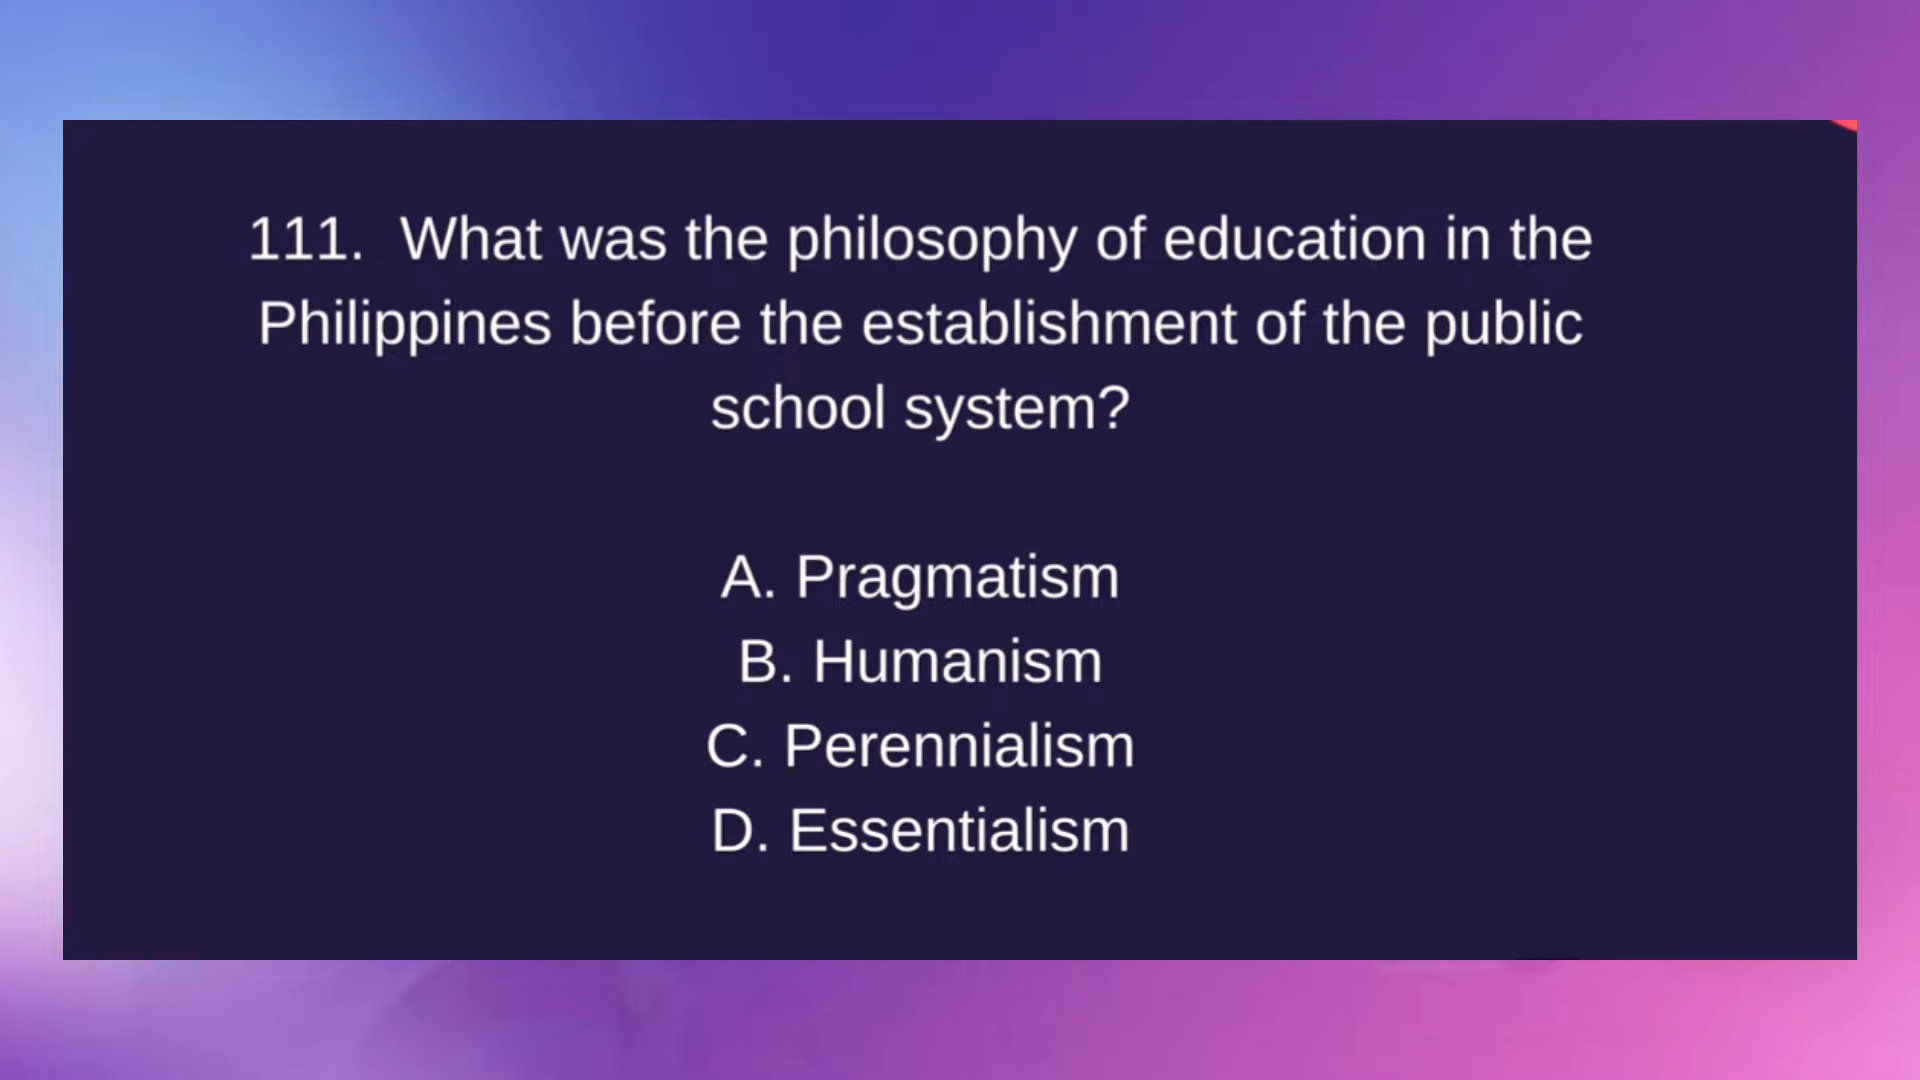 111.  What was the philosophy of education in the
Philippines before the establishment of the public
school system?
A. Pragmatism
B. Humanism
C. Perennialism
D. Essentialism